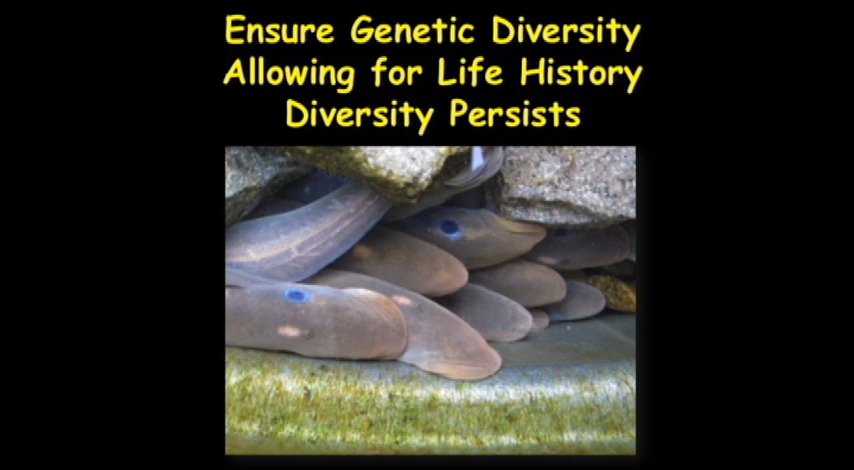 Ensure Genetic Diversity
Allowing for Life History
Diversity Persists